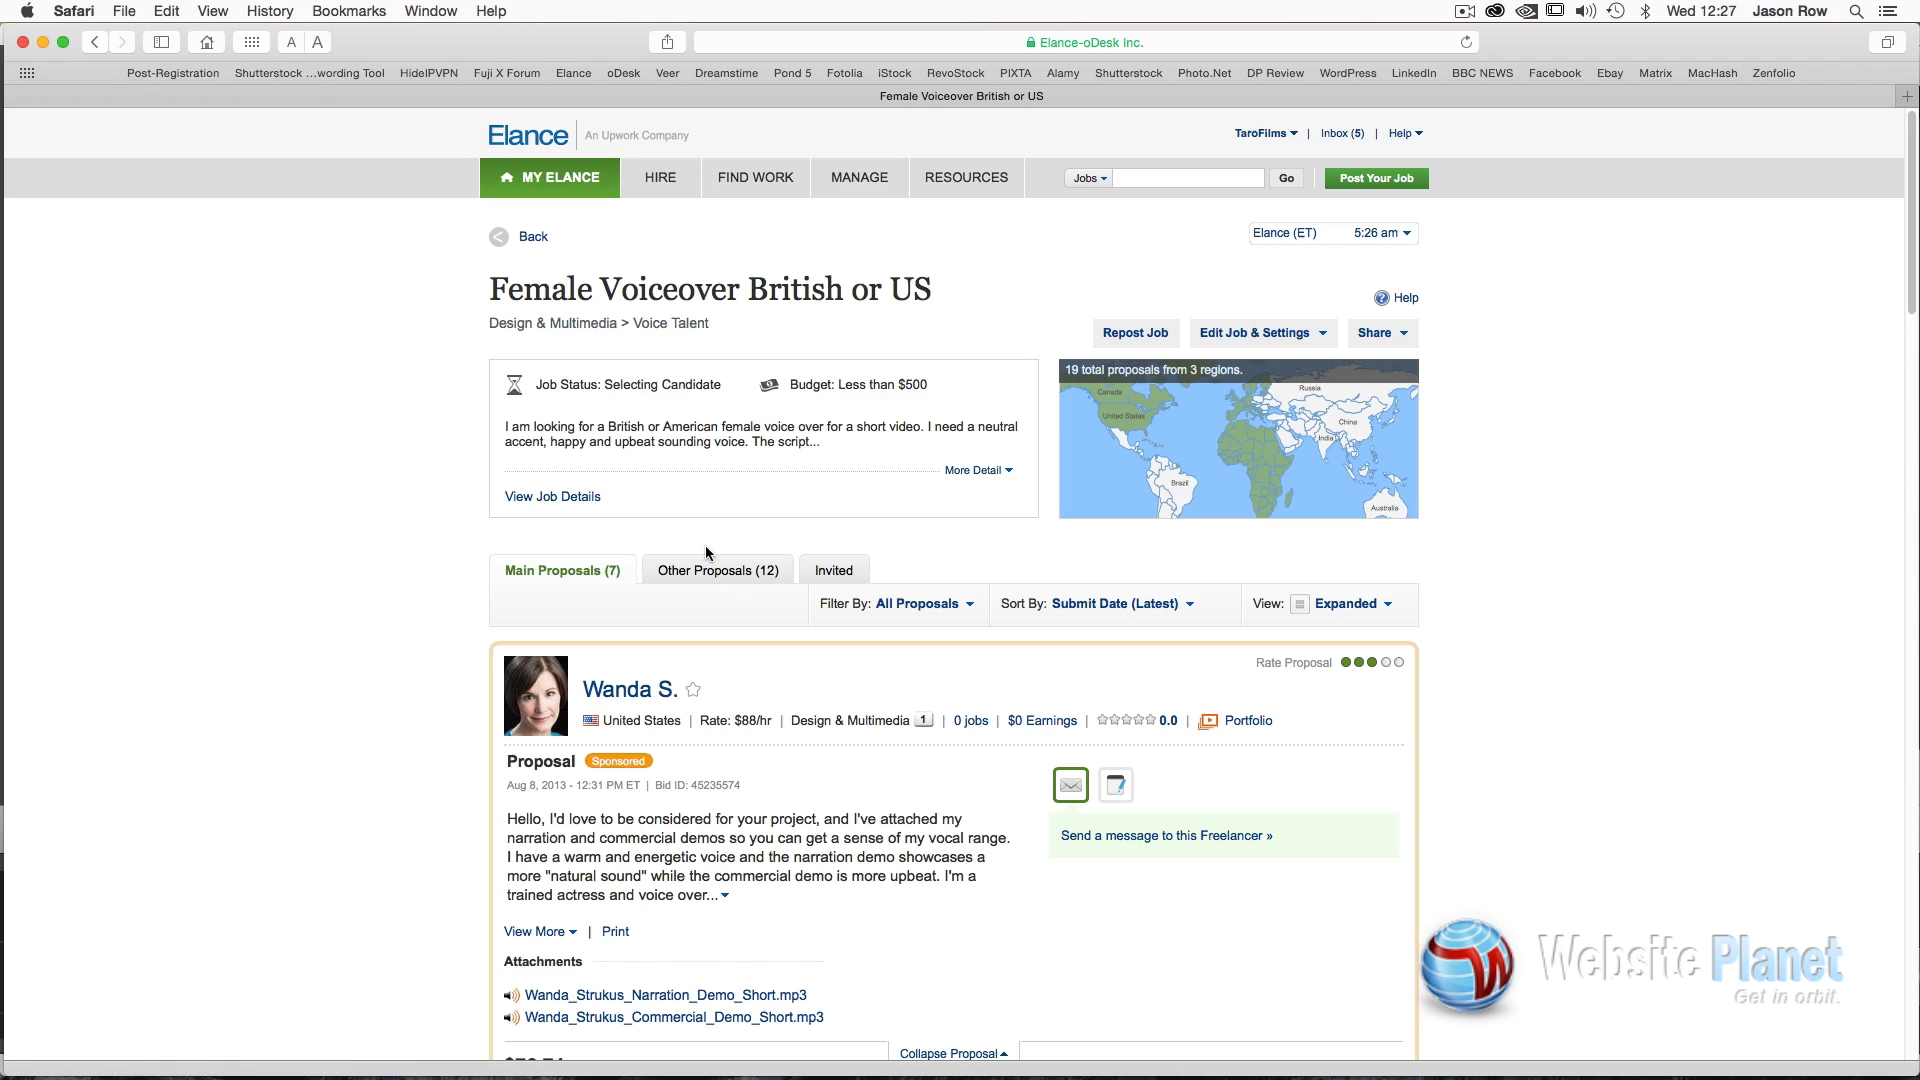 Safari File Edit View History Bookmarks Window Help Wed 12:27 Jason Row
A A Elance-oDesk Inc.
Post-Registration Shutterstock ...wording Tool HideIPVPN Fuji X Forum Elance oDesk Veer Dreamstime Pond 5 Fotolia iStock RevoStock PIXTA Alamy Shutterstock Photo.Net DP Review WordPress LinkedIn BBC NEWS Facebook Ebay Matrix MacHash Zenfolio
Female Voiceover British or US
Elance An Upwork Company TaroFilms | Inbox (5) | Help
MY ELANCE HIRE FIND WORK MANAGE RESOURCES Jobs Go Post Your Job
Back Elance (ET) 5:26 am
Female Voiceover British or US
Help
Design & Multimedia > Voice Talent
Repost Job Edit Job & Settings Share
19 total proposals from 3 regions.
Job Status: Selecting Candidate Budget: Less than $500
I am looking for a British or American female voice over for a short video. I need a neutral
accent, happy and upbeat sounding voice. The script...
More Detail
View Job Details
Canada
Russia
United States
China
India
Brazil
Australia
Main Proposals (7) Other Proposals (12) Invited
Filter By: All Proposals Sort By: Submit Date (Latest) View: Expanded
Rate Proposal
Wanda S.
United States | Rate: $88/hr | Design & Multimedia 1 | 0 jobs | $0 Earnings | 0.0 | Portfolio
Proposal Sponsored
Aug 8, 2013 - 12:31 PM ET | Bid ID: 45235574
Hello, I'd love to be considered for your project, and I've attached my
narration and commercial demos so you can get a sense of my vocal range.
I have a warm and energetic voice and the narration demo showcases a
more "natural sound" while the commercial demo is more upbeat. I'm a
trained actress and voice over...
Send a message to this Freelancer »
View More | Print
Attachments
Wanda_Strukus_Narration_Demo_Short.mp3
Wanda_Strukus_Commercial_Demo_Short.mp3
Collapse Proposal
Website Planet
Get in orbit.